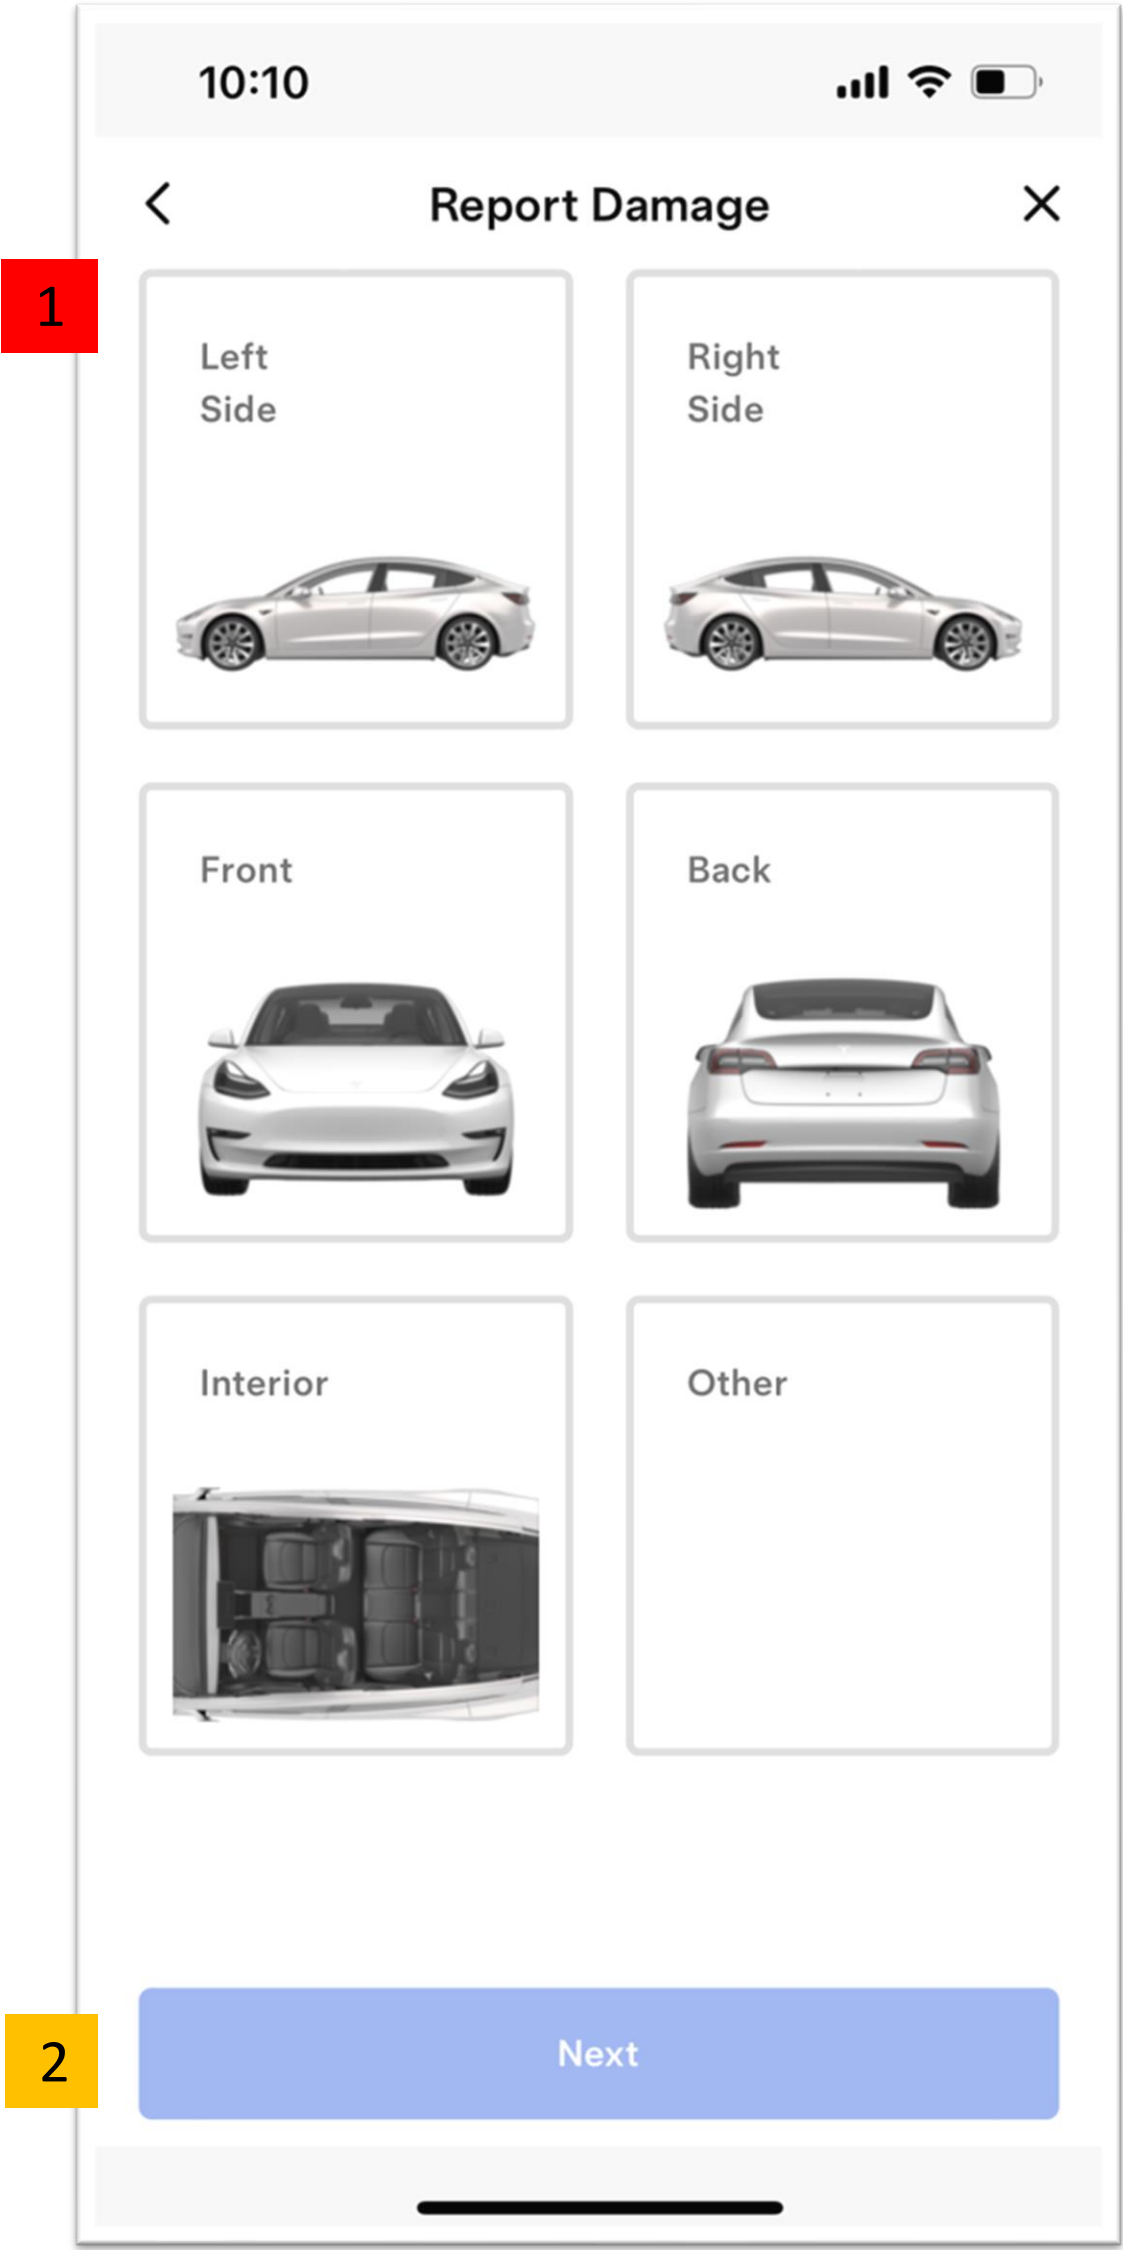 10:10
Report Damage
1
Left
Side
Right
Side
Front
Back
Interior
Other
2
Next